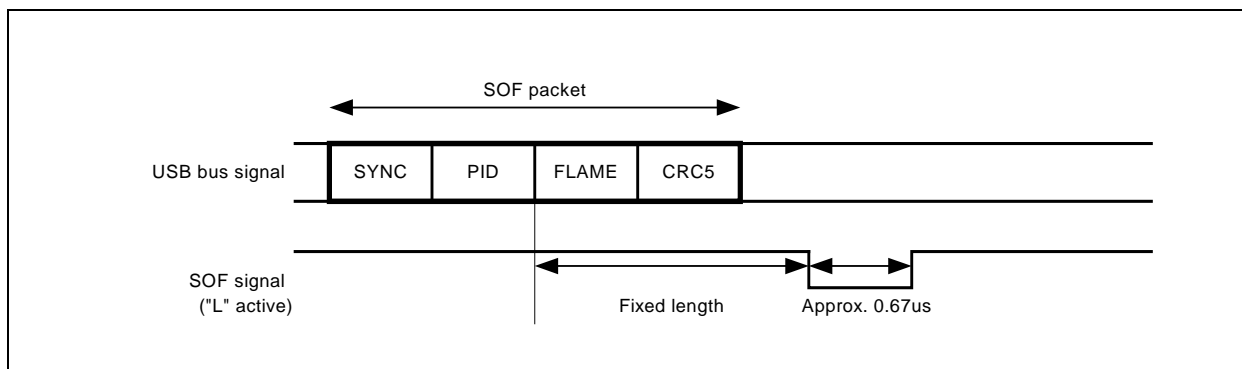 SOF packet
USB bus signal SYNC PID FLAME CRC5
SOF signal
("L" active)
Fixed length Approx. 0.67us